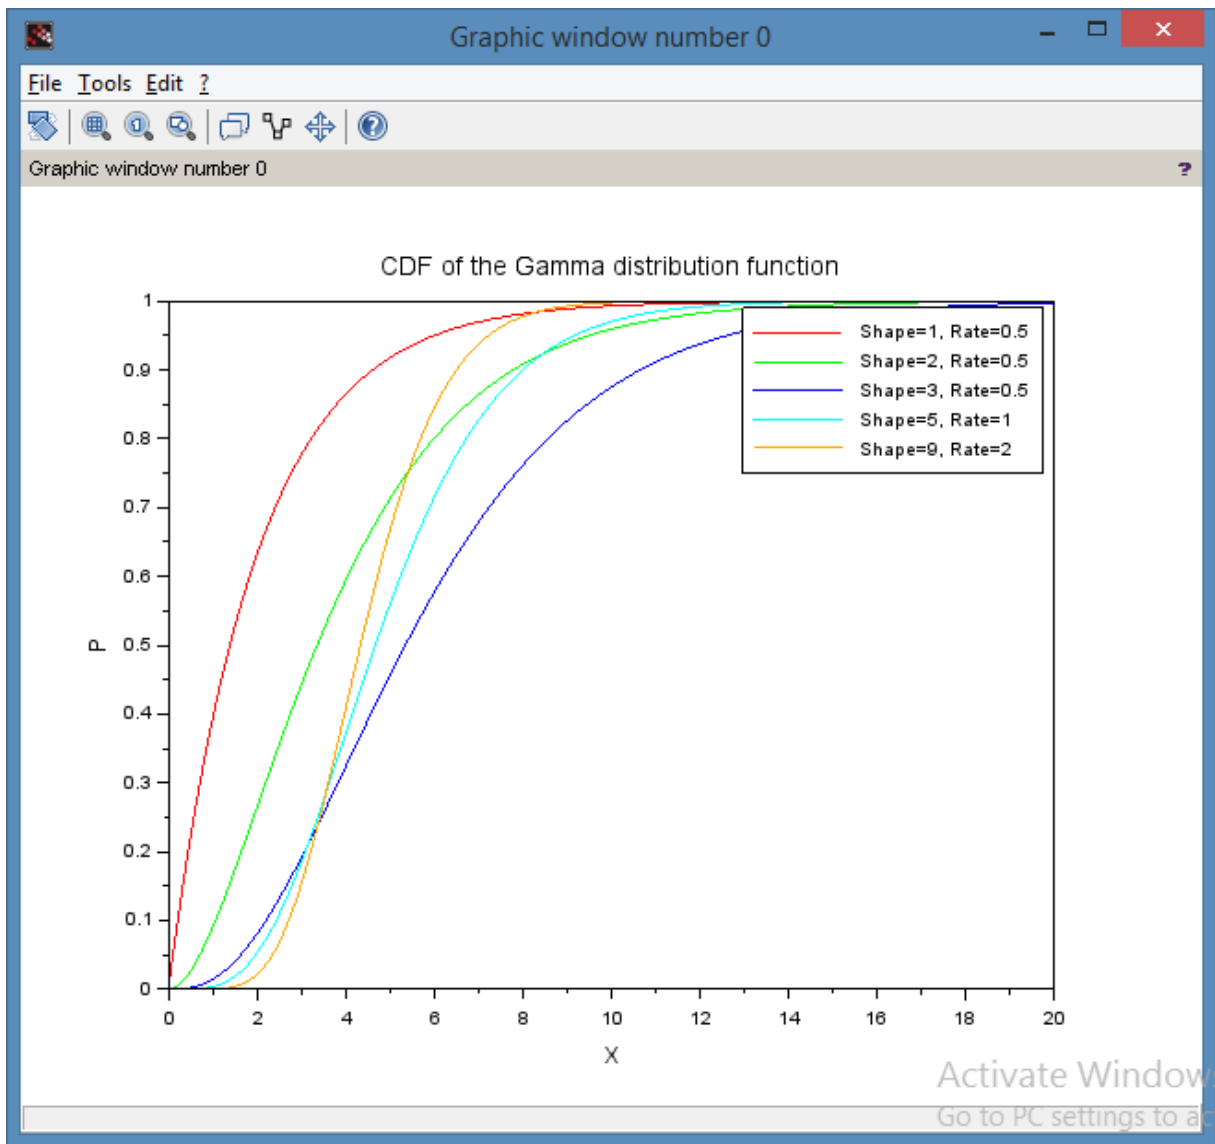 Graphic window number 0
File Tools Edit ?
Graphic window number 0 ?
CDF of the Gamma distribution function
1
0.9
0.8
0.7
0.6
0.5
0.4
0.3
0.2
0.1
0
P
Shape=1, Rate=0.5
Shape=2, Rate=0.5
Shape=3, Rate=0.5
Shape=5, Rate=1
Shape=9, Rate=2
0 2 4 6 8 10 12 14 16 18 20
X
Activate Windows
Go to PC settings to ac